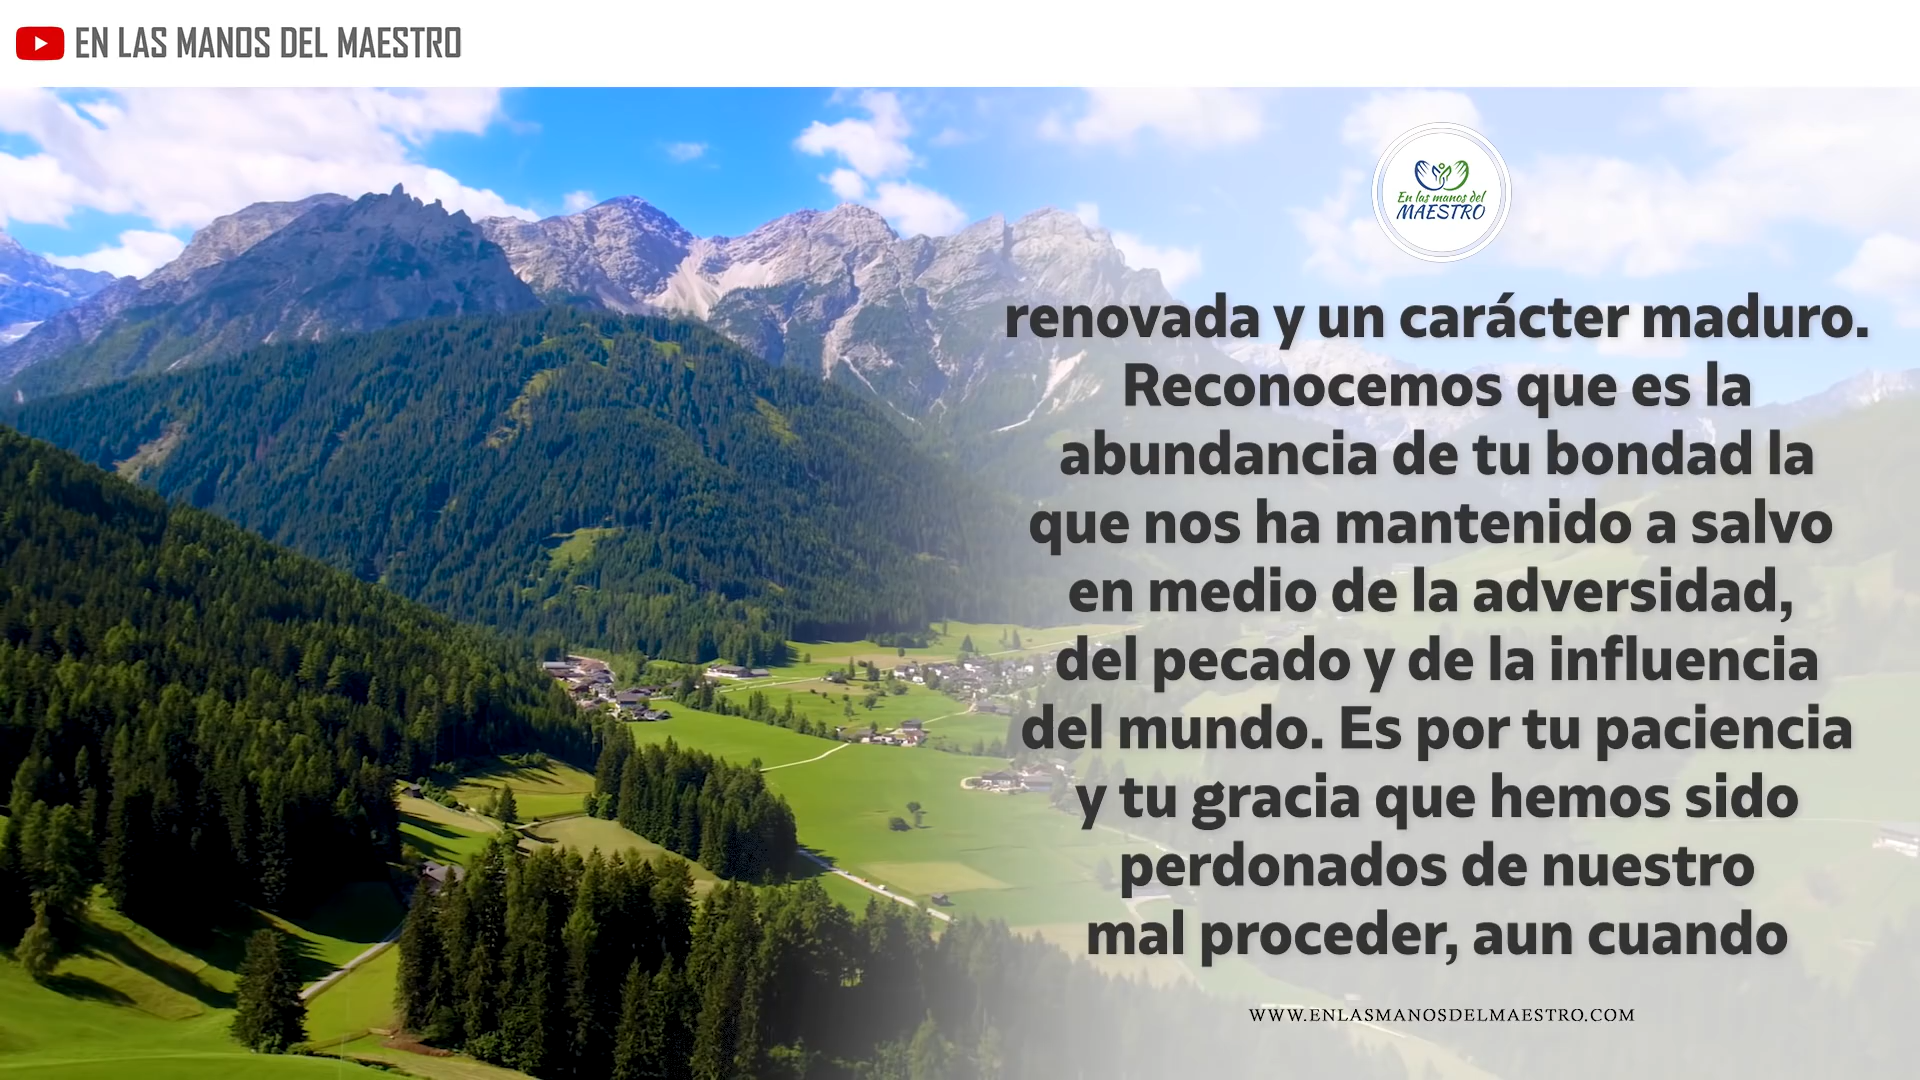 EN LAS MANOS DEL MAESTRO
En las manos del
MAESTRO
renovada y un carácter maduro.
Reconocemos que es la
abundancia de tu bondad la
que nos ha mantenido a salvo
en medio de la adversidad,
del pecado y de la influencia
del mundo. Es por tu paciencia
y tu gracia que hemos sido
perdonados de nuestro
mal proceder, aun cuando
WWW.ENLASMANOSDELMAESTRO.COM